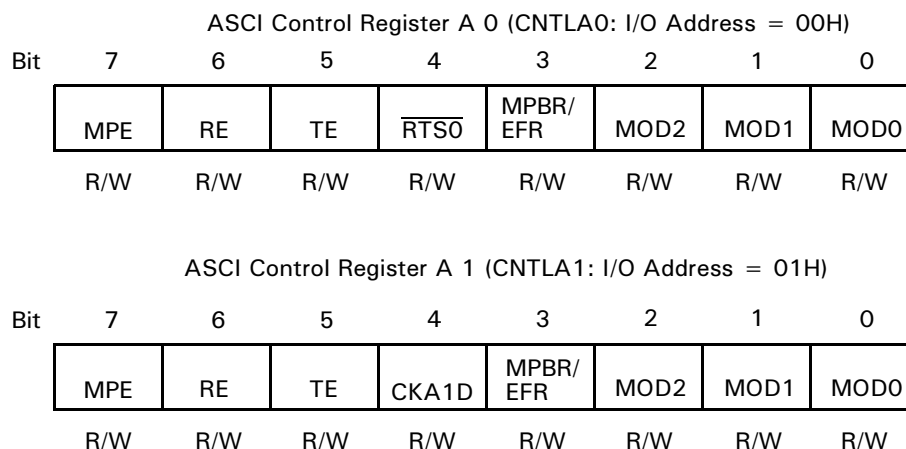 ASCI Control Register A 0 (CNTLA0: I/O Address = 00H)
Bit 7 6 5 4 3 2 1 0
MPE RE TE R̅T̅S̅0̅ MPBR/EFR MOD2 MOD1 MOD0
R/W R/W R/W R/W R/W R/W R/W R/W
ASCI Control Register A 1 (CNTLA1: I/O Address = 01H)
Bit 7 6 5 4 3 2 1 0
MPE RE TE CKA1D MPBR/EFR MOD2 MOD1 MOD0
R/W R/W R/W R/W R/W R/W R/W R/W